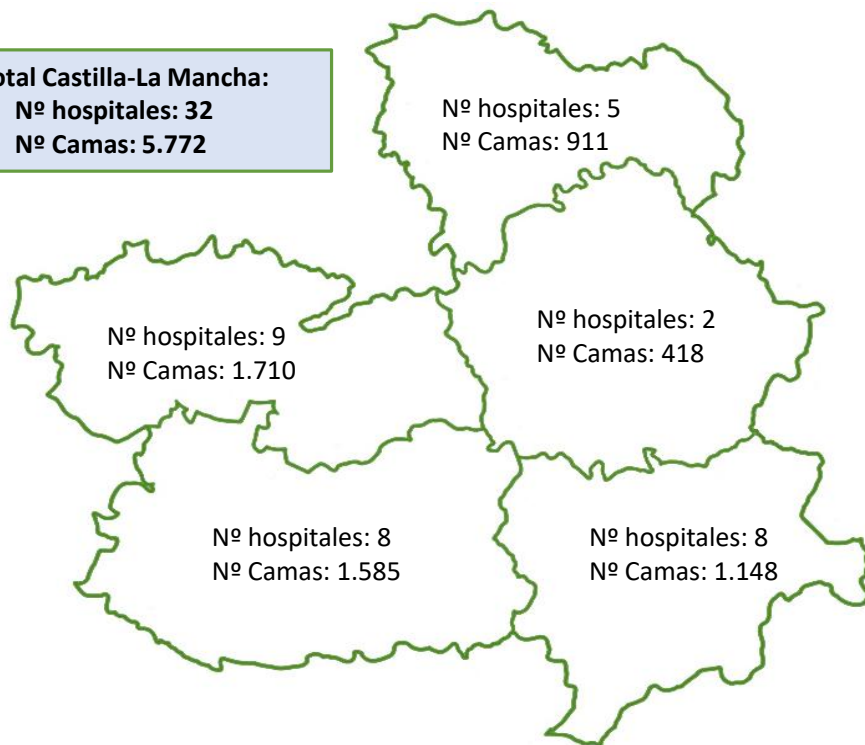 otal Castilla-La Mancha:
Nº hospitales: 32
Nº Camas: 5.772
Nº hospitales: 5
Nº Camas: 911
Nº hospitales: 9
Nº Camas: 1.710
Nº hospitales: 2
Nº Camas: 418
Nº hospitales: 8
Nº Camas: 1.585
Nº hospitales: 8
Nº Camas: 1.148